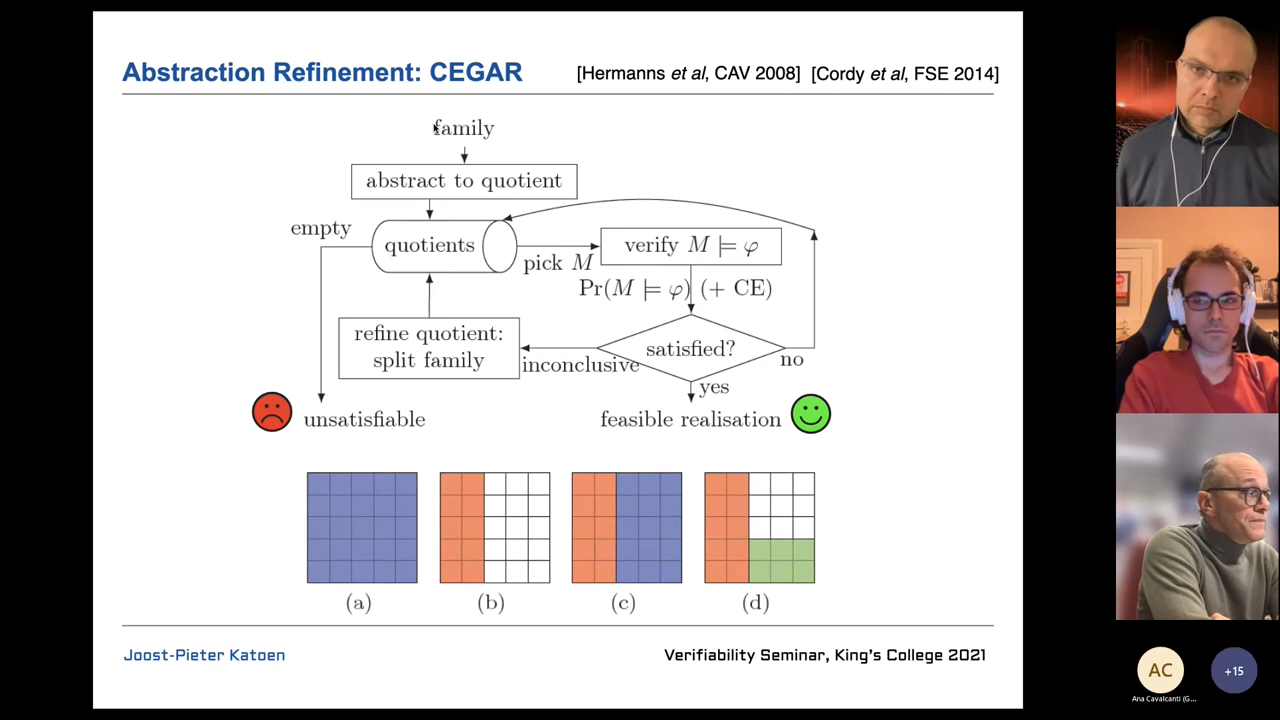 Abstraction Refinement: CEGAR
[Hermanns et al, CAV 2008] [Cordy et al, FSE 2014]
family
abstract to quotient
empty
quotients
pick M
verify M ⊨ φ
Pr(M ⊨ φ) (+ CE)
refine quotient:
split family
inconclusive
satisfied?
no
yes
unsatisfiable
feasible realisation
(a)
(b)
(c)
(d)
Joost-Pieter Katoen
Verifiability Seminar, King's College 2021
AC
+15
Ana Cavalcanti (G...